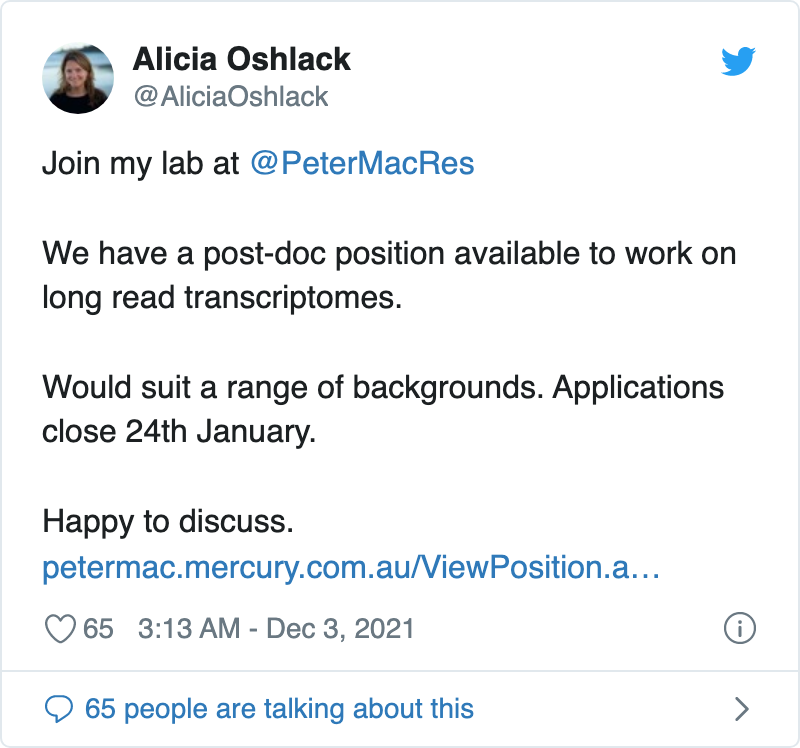 Alicia Oshlack
@AliciaOshlack
Join my lab at @PeterMacRes
We have a post-doc position available to work on
long read transcriptomes.
Would suit a range of backgrounds. Applications
close 24th January.
Happy to discuss.
petermac.mercury.com.au/ViewPosition.a…
65 3:13 AM - Dec 3, 2021
65 people are talking about this